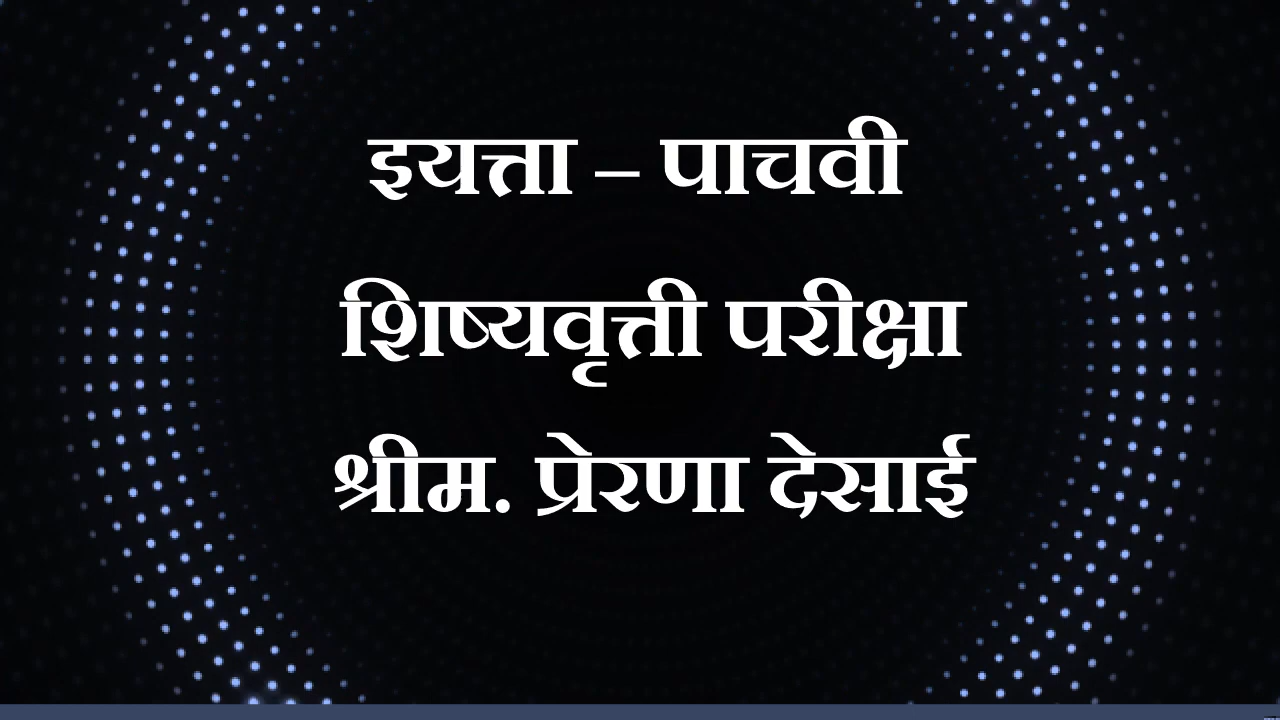 इयत्ता – पाचवी
शिष्यवृत्ती परीक्षा
श्रीम. प्रेरणा देसाई